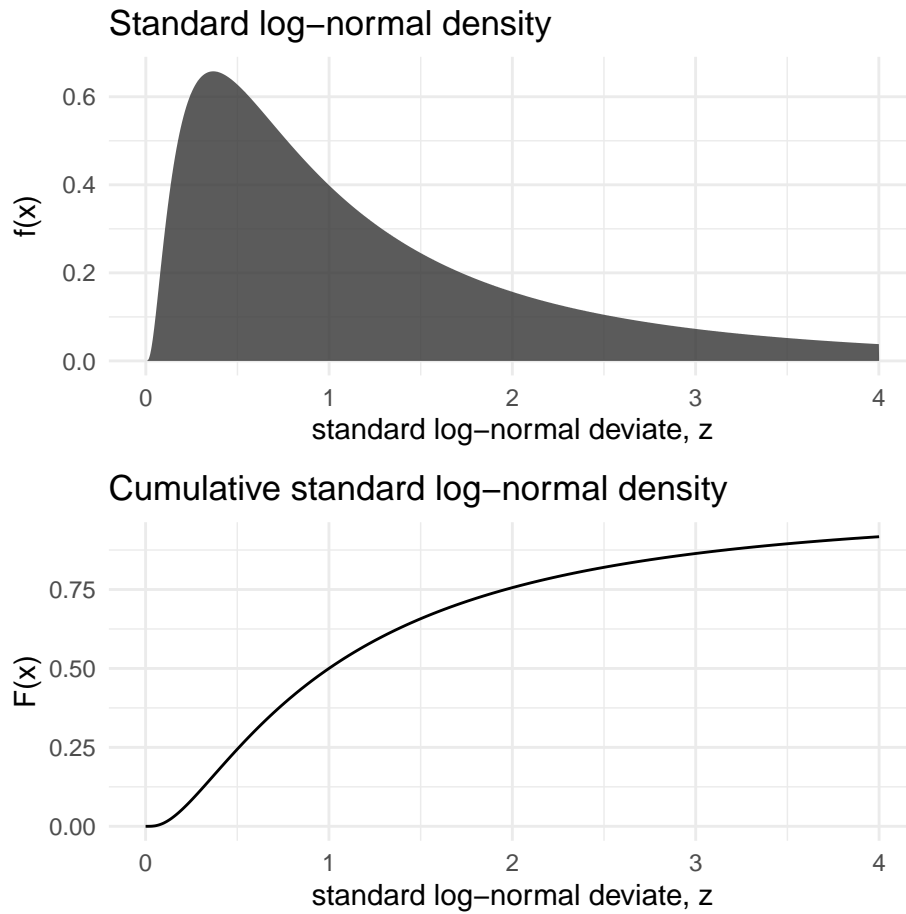 Standard log−normal density
f(x)
0.6
0.4
0.2
0.0
0 1 2 3 4
standard log−normal deviate, z
Cumulative standard log−normal density
F(x)
0.75
0.50
0.25
0.00
0 1 2 3 4
standard log−normal deviate, z